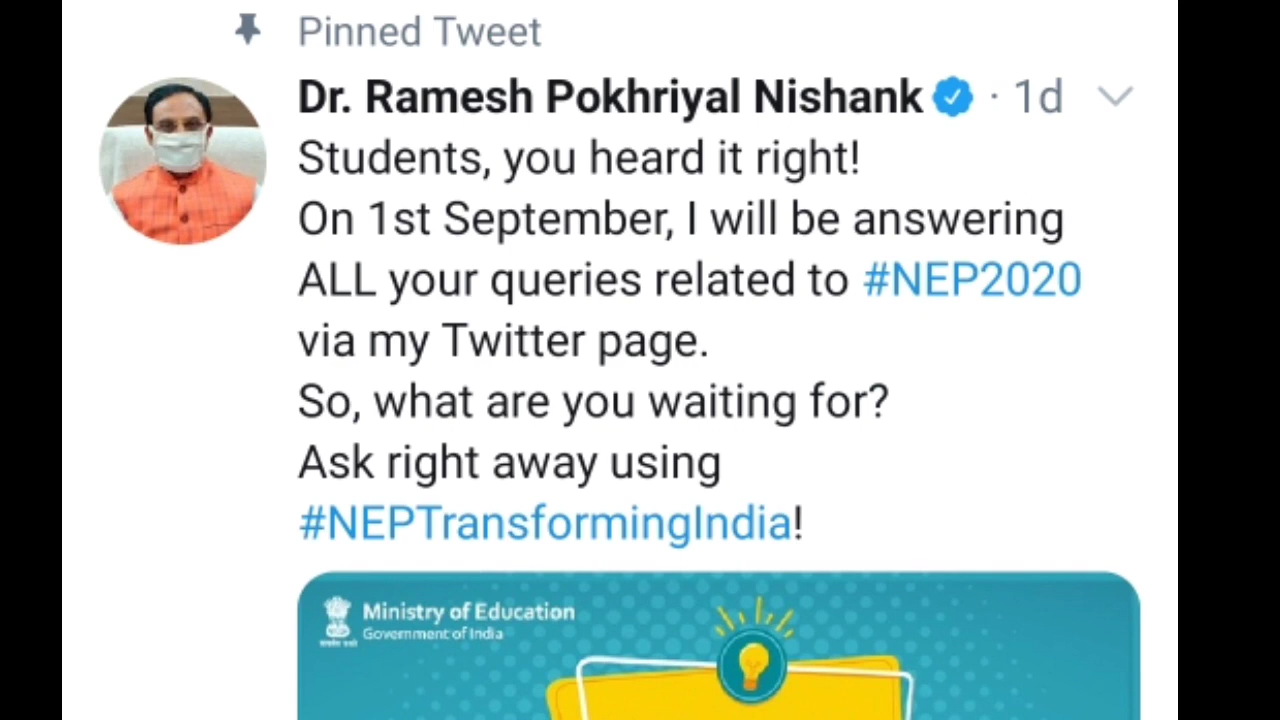 Pinned Tweet
Dr. Ramesh Pokhriyal Nishank · 1d
Students, you heard it right!
On 1st September, I will be answering
ALL your queries related to #NEP2020
via my Twitter page.
So, what are you waiting for?
Ask right away using
#NEPTransformingIndia!
Ministry of Education
Government of India